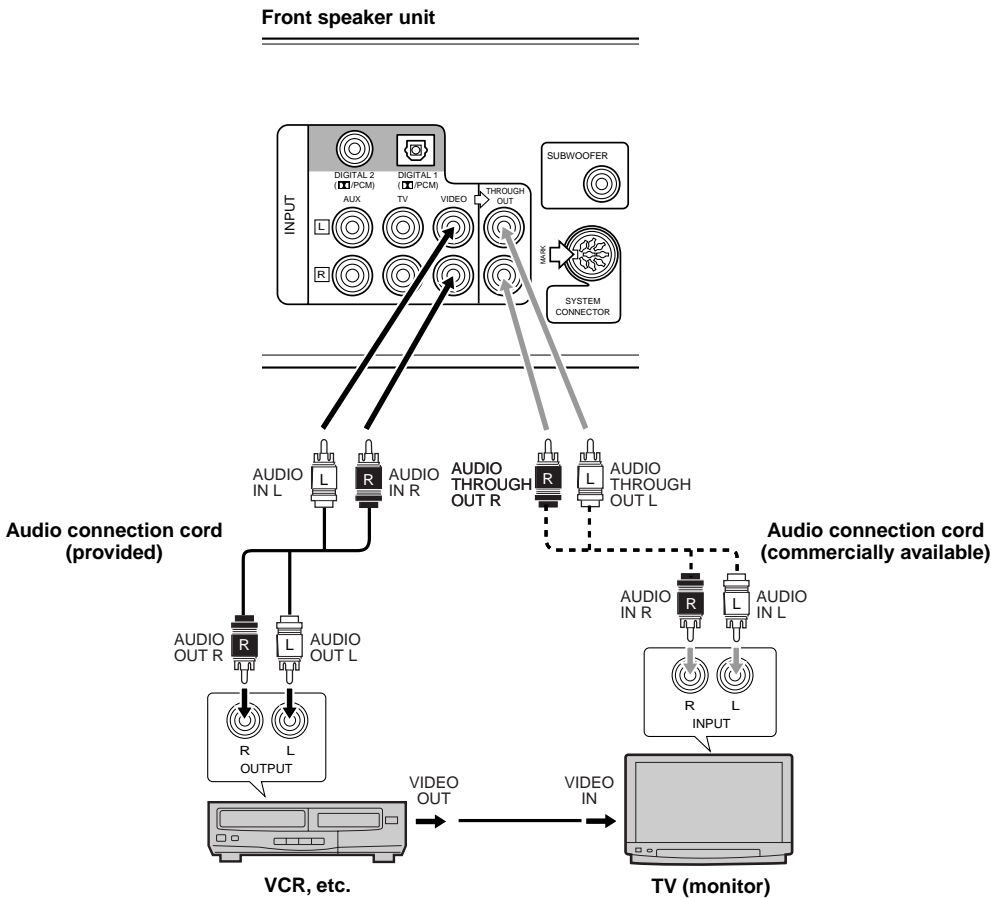 Front speaker unit
INPUT
DIGITAL 2
(DD/PCM)
DIGITAL 1
(DD/PCM)
AUX
TV
VIDEO
THROUGH
OUT
L
R
SUBWOOFER
MARK
SYSTEM
CONNECTOR
AUDIO
IN L
L
R
AUDIO
IN R
AUDIO
THROUGH
OUT R
R
L
AUDIO
THROUGH
OUT L
Audio connection cord
(provided)
Audio connection cord
(commercially available)
AUDIO
OUT R
R
L
AUDIO
OUT L
AUDIO
IN R
R
L
AUDIO
IN L
R L
OUTPUT
R L
INPUT
VIDEO
OUT
VIDEO
IN
VCR, etc.
TV (monitor)